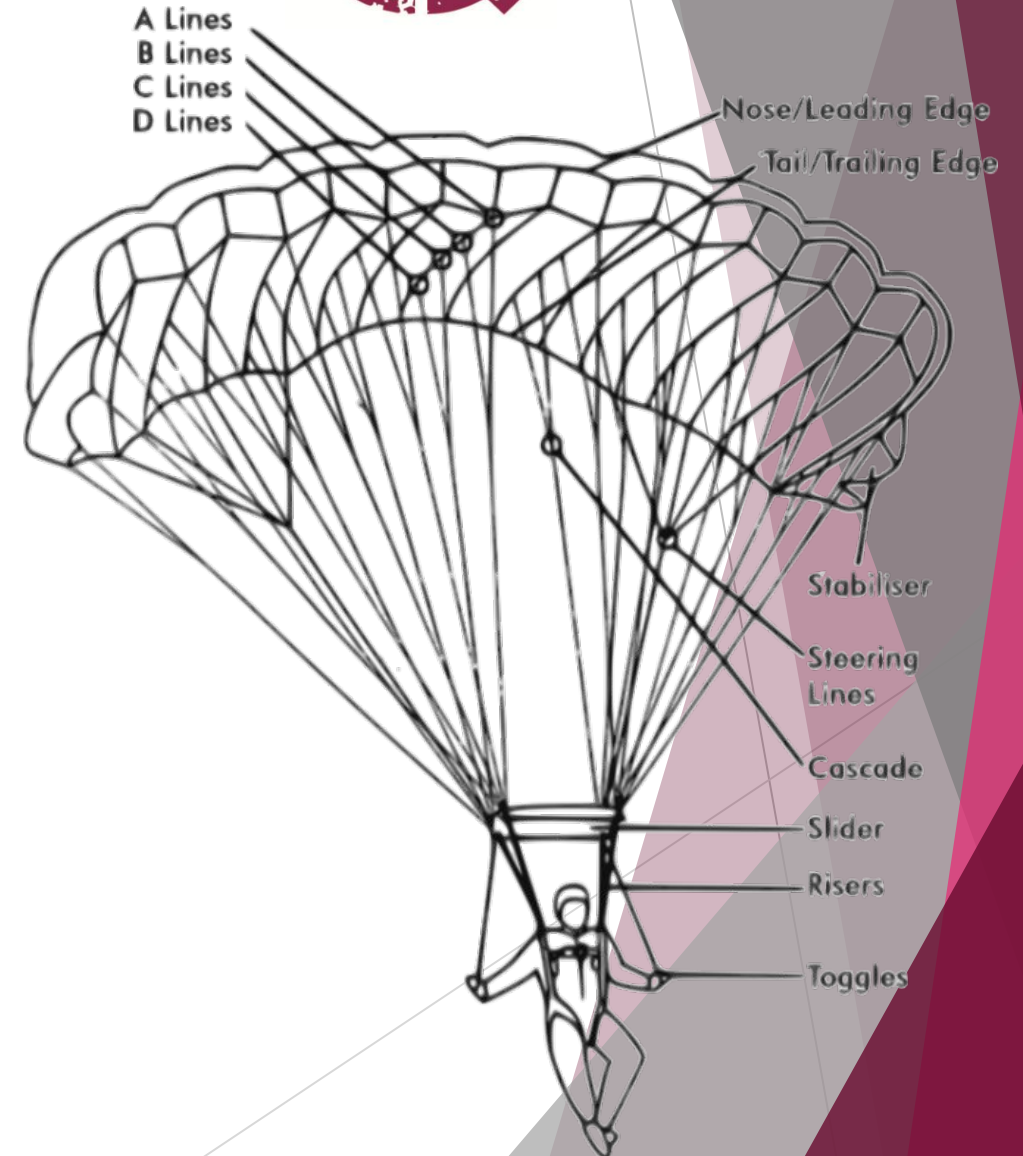 A Lines
B Lines
C Lines
D Lines
Nose/Leading Edge
Tail/Trailing Edge
Stabiliser
Steering
Lines
Cascade
Slider
Risers
Toggles